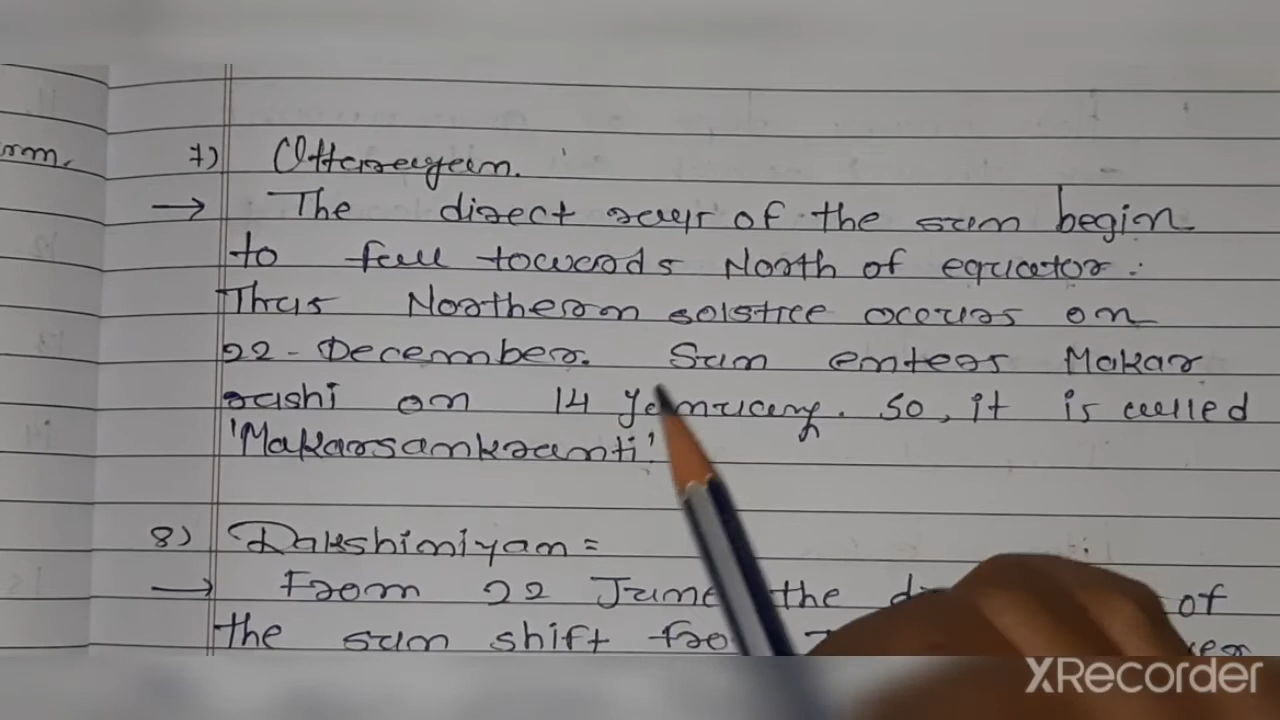 rm.
7) Uttarayan.
→ The direct rays of the sun begin
to fall towards North of equator.
Thus Northern solstice occurs on
22 - December. Sun enters Makar
rashi on 14 January. So, it is called
'Makarsankranti'
8) Dakshiniyan =
→ From 22 June the of
the sun shift
XRecorder